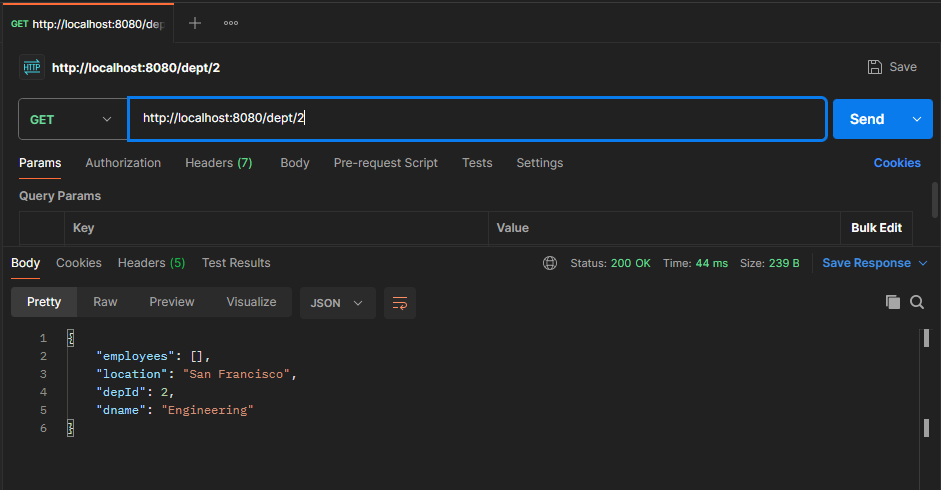 GET http://localhost:8080/dep
HTTP http://localhost:8080/dept/2 Save
GET http://localhost:8080/dept/2 Send
Params Authorization Headers (7) Body Pre-request Script Tests Settings Cookies
Query Params
Key Value Bulk Edit
Body Cookies Headers (5) Test Results Status: 200 OK Time: 44 ms Size: 239 B Save Response
Pretty Raw Preview Visualize JSON
1 {
2 "employees": [],
3 "location": "San Francisco",
4 "depId": 2,
5 "dname": "Engineering"
6 }